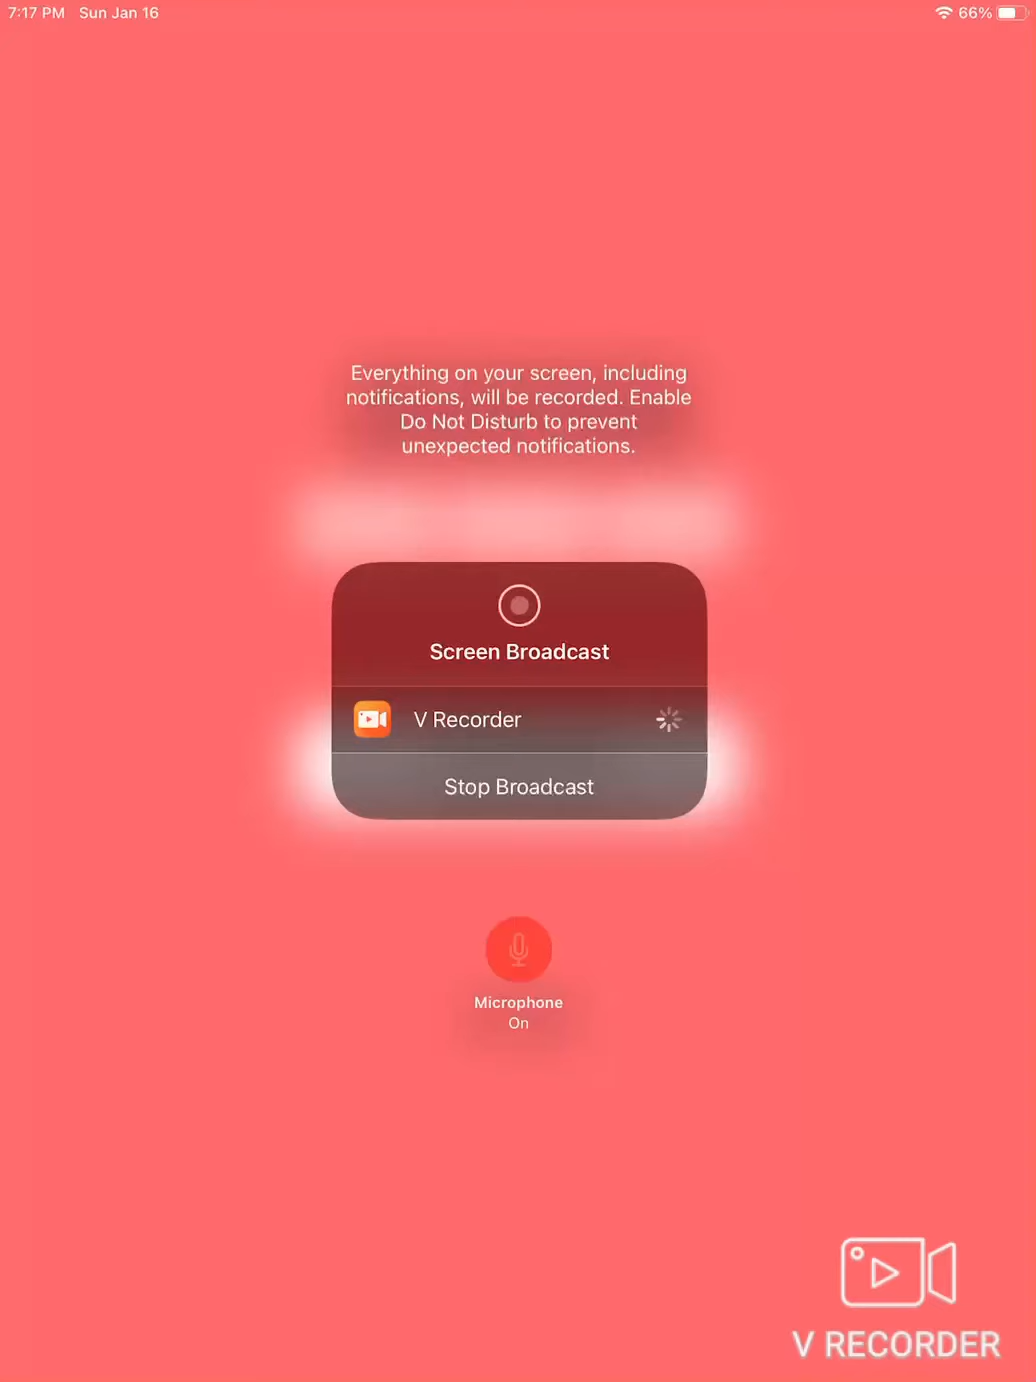 7:17 PM Sun Jan 16
66%
Everything on your screen, including
notifications, will be recorded. Enable
Do Not Disturb to prevent
unexpected notifications.
Screen Broadcast
V Recorder
Stop Broadcast
Microphone
On
V RECORDER